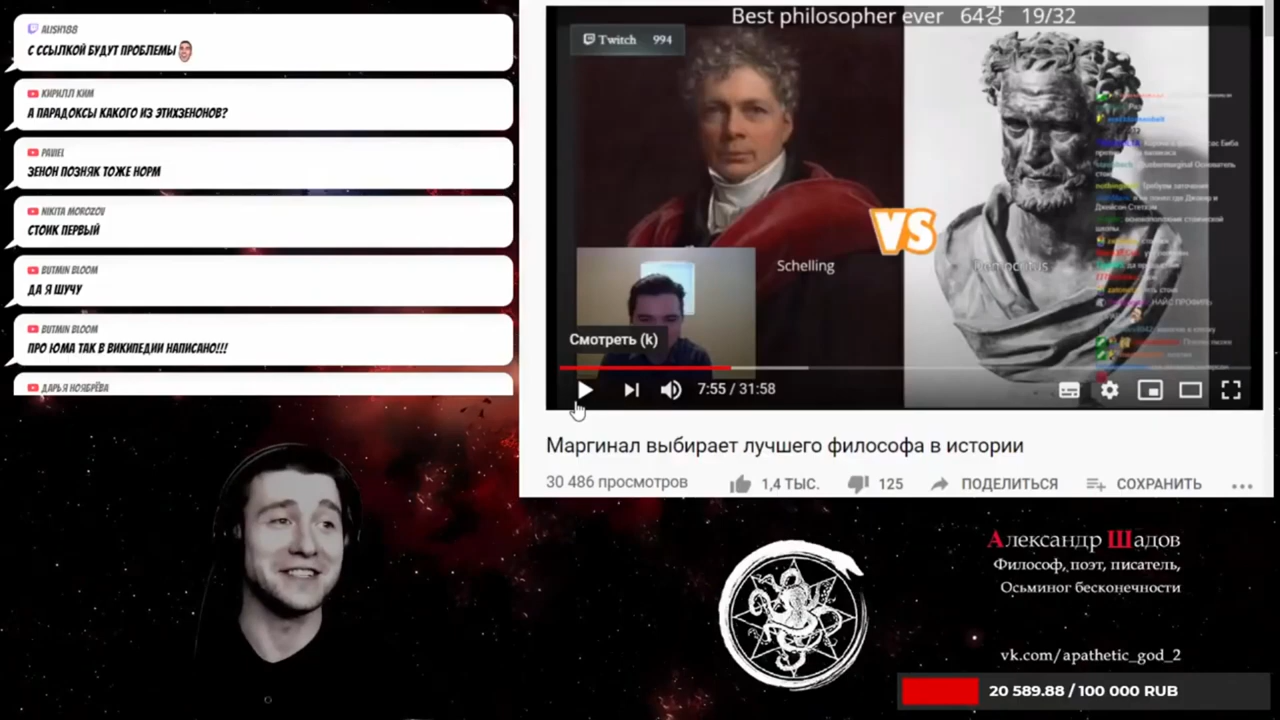 ALISH188
С ССЫЛКОЙ БУДУТ ПРОБЛЕМЫ
КИРИЛЛ КИМ
А ПАРАДОКСЫ КАКОГО ИЗ ЭТИХЗЕНОНОВ?
PAVEL
ЗЕНОН ПОЗНЯК ТОЖЕ НОРМ
NIKITA MOROZOV
СТОИК ПЕРВЫЙ
BUTMIN BLOOM
ДА Я ШУЧУ
BUTMIN BLOOM
ПРО ЮМА ТАК В ВИКИПЕДИИ НАПИСАНО!!!
ДАРЬЯ НОЯБРЁВА
Best philosopher ever 64강 19/32
Twitch 994
VS
Schelling
Democritus
Смотреть (k)
7:55 / 31:58
Маргинал выбирает лучшего философа в истории
30 486 просмотров
1,4 ТЫС.
125
ПОДЕЛИТЬСЯ
СОХРАНИТЬ
Александр Шадов
Философ, поэт, писатель,
Осьминог бесконечности
vk.com/apathetic_god_2
20 589.88 / 100 000 RUB